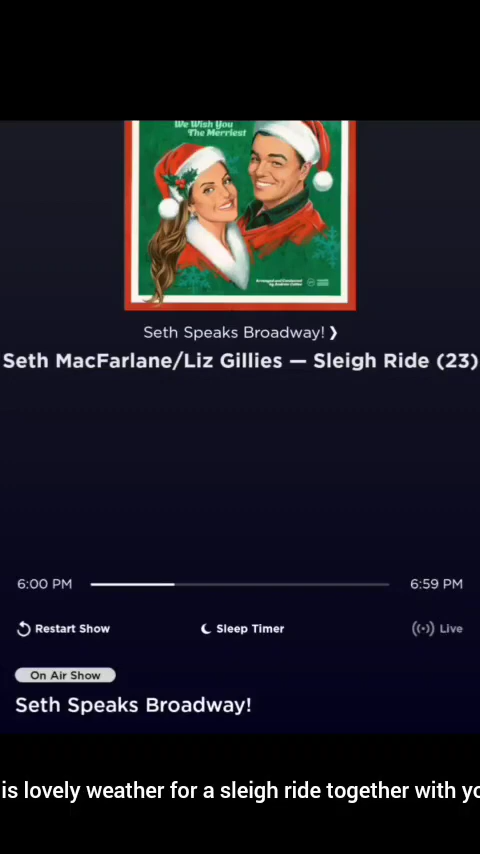 We Wish You
The Merriest
Seth Speaks Broadway! ❯
Seth MacFarlane/Liz Gillies — Sleigh Ride (23)
6:00 PM
6:59 PM
Restart Show
Sleep Timer
Live
On Air Show
Seth Speaks Broadway!
is lovely weather for a sleigh ride together with yo